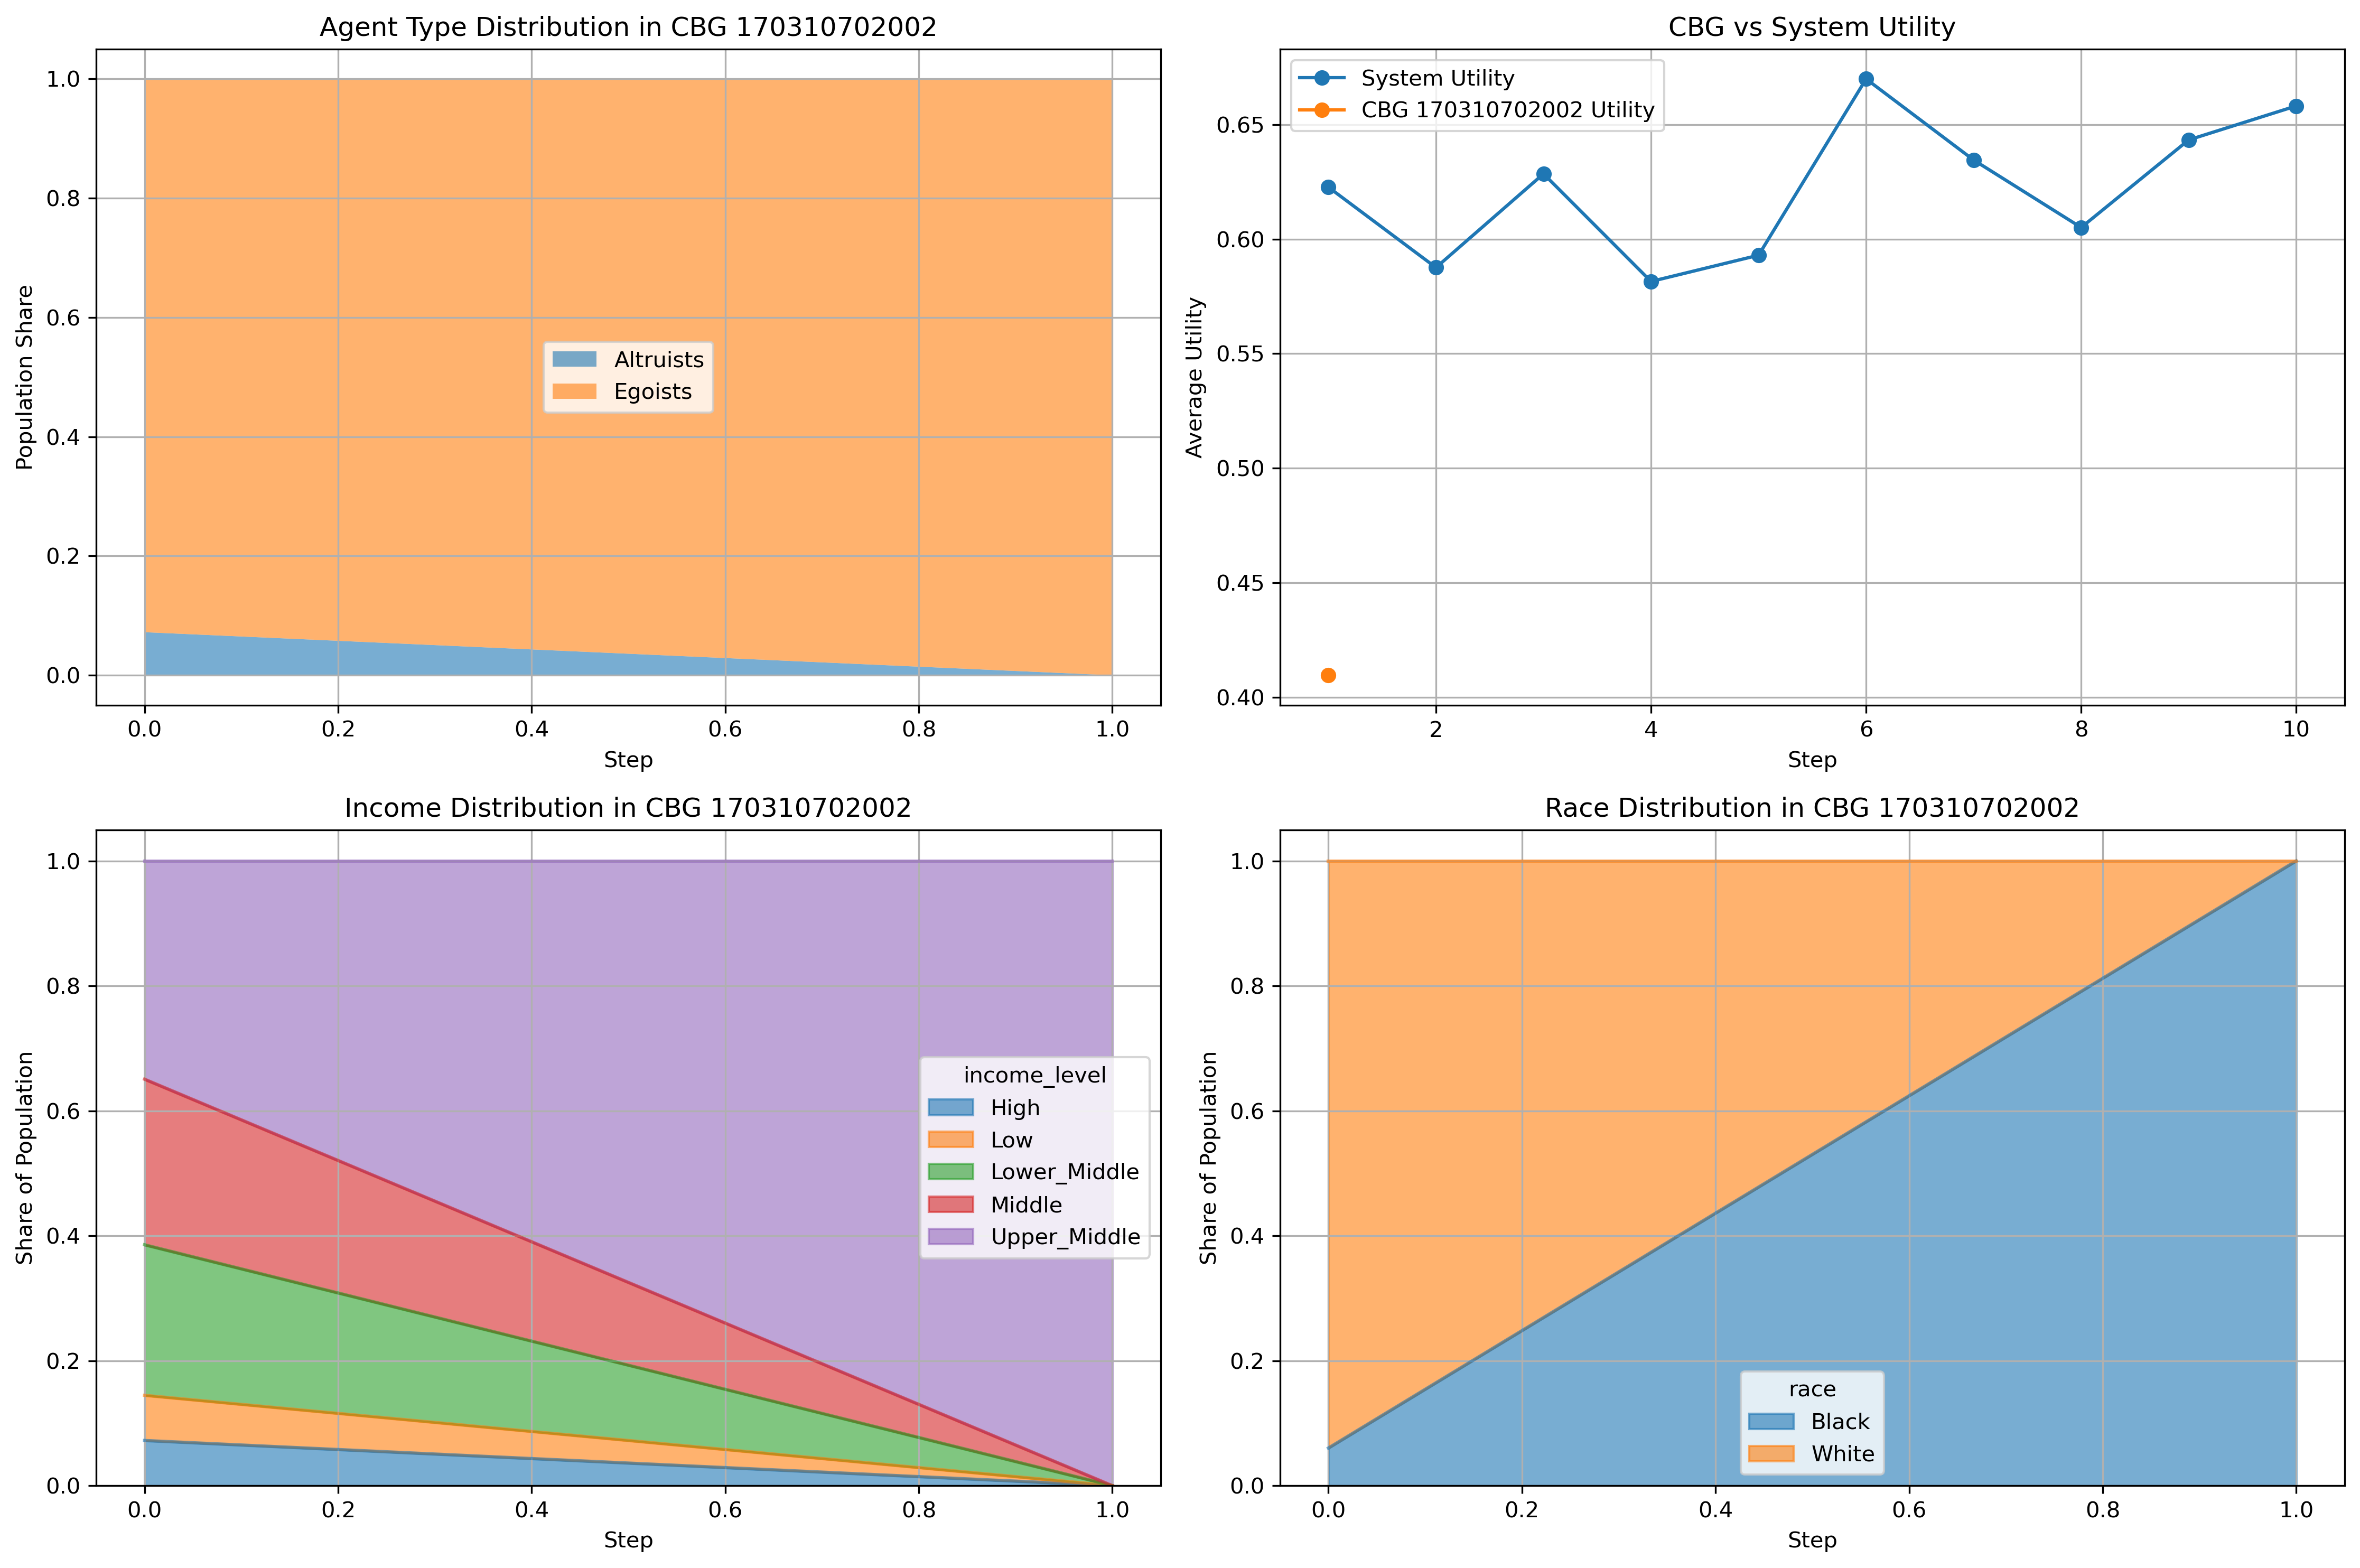 Agent Type Distribution in CBG 170310702002
1.0
0.8
0.6
0.4
0.2
0.0
Population Share
Altruists
Egoists
0.0 0.2 0.4 0.6 0.8 1.0
Step
CBG vs System Utility
System Utility
CBG 170310702002 Utility
0.65
0.60
0.55
0.50
0.45
0.40
Average Utility
2 4 6 8 10
Step
Income Distribution in CBG 170310702002
1.0
0.8
0.6
0.4
0.2
0.0
Share of Population
income_level
High
Low
Lower_Middle
Middle
Upper_Middle
0.0 0.2 0.4 0.6 0.8 1.0
Step
Race Distribution in CBG 170310702002
1.0
0.8
0.6
0.4
0.2
0.0
Share of Population
race
Black
White
0.0 0.2 0.4 0.6 0.8 1.0
Step